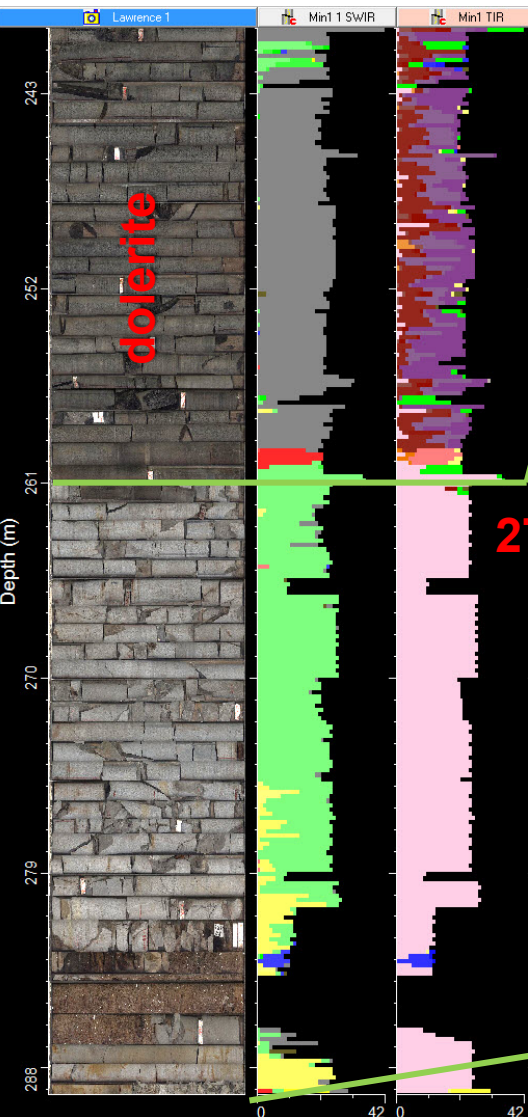 Lawrence 1
Min1 1 SWIR
Min1 TIR
Depth (m)
243
252
261
270
279
288
dolerite
0 42
0 42